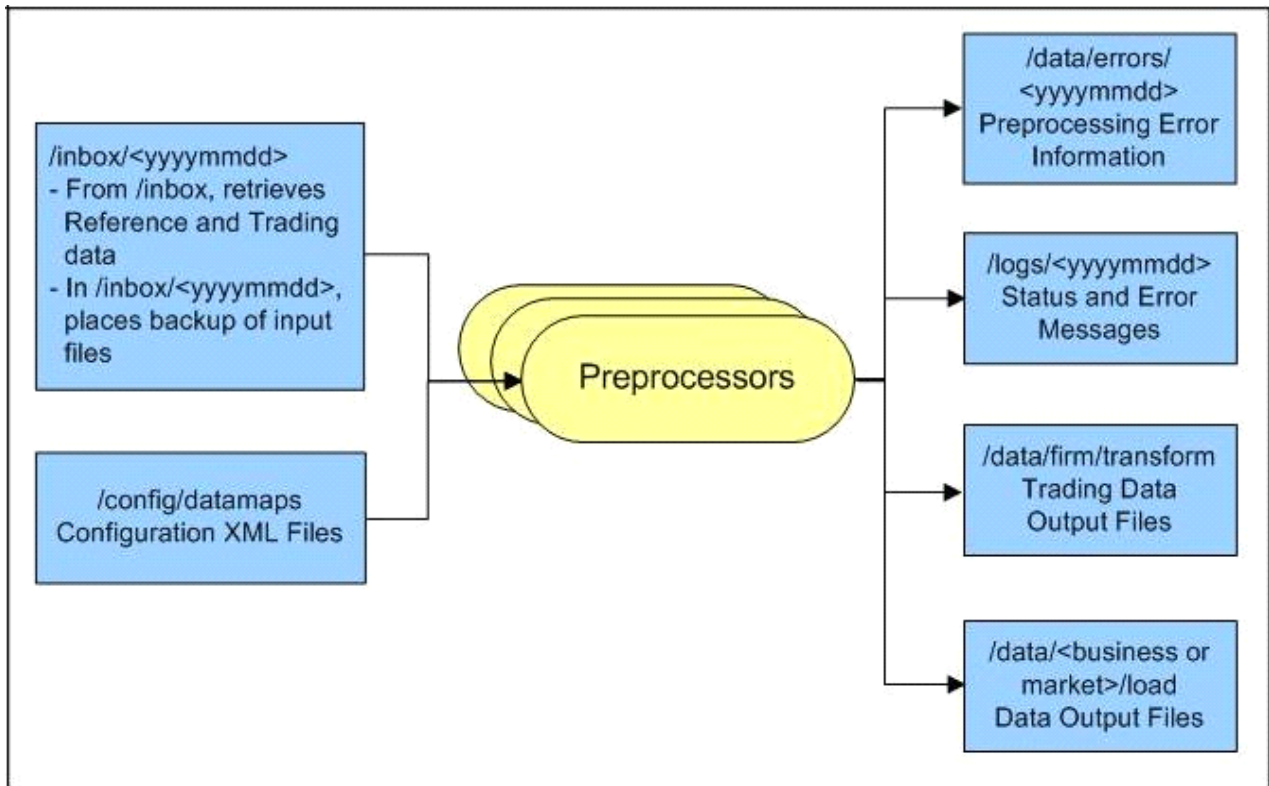 /inbox/<yyyymmdd>
- From /inbox, retrieves
Reference and Trading
data
- In /inbox/<yyyymmdd>,
places backup of input
files
/config/datamaps
Configuration XML Files
Preprocessors
/data/errors/
<yyyymmdd>
Preprocessing Error
Information
/logs/<yyyymmdd>
Status and Error
Messages
/data/firm/transform
Trading Data
Output Files
/data/<business or
market>/load
Data Output Files